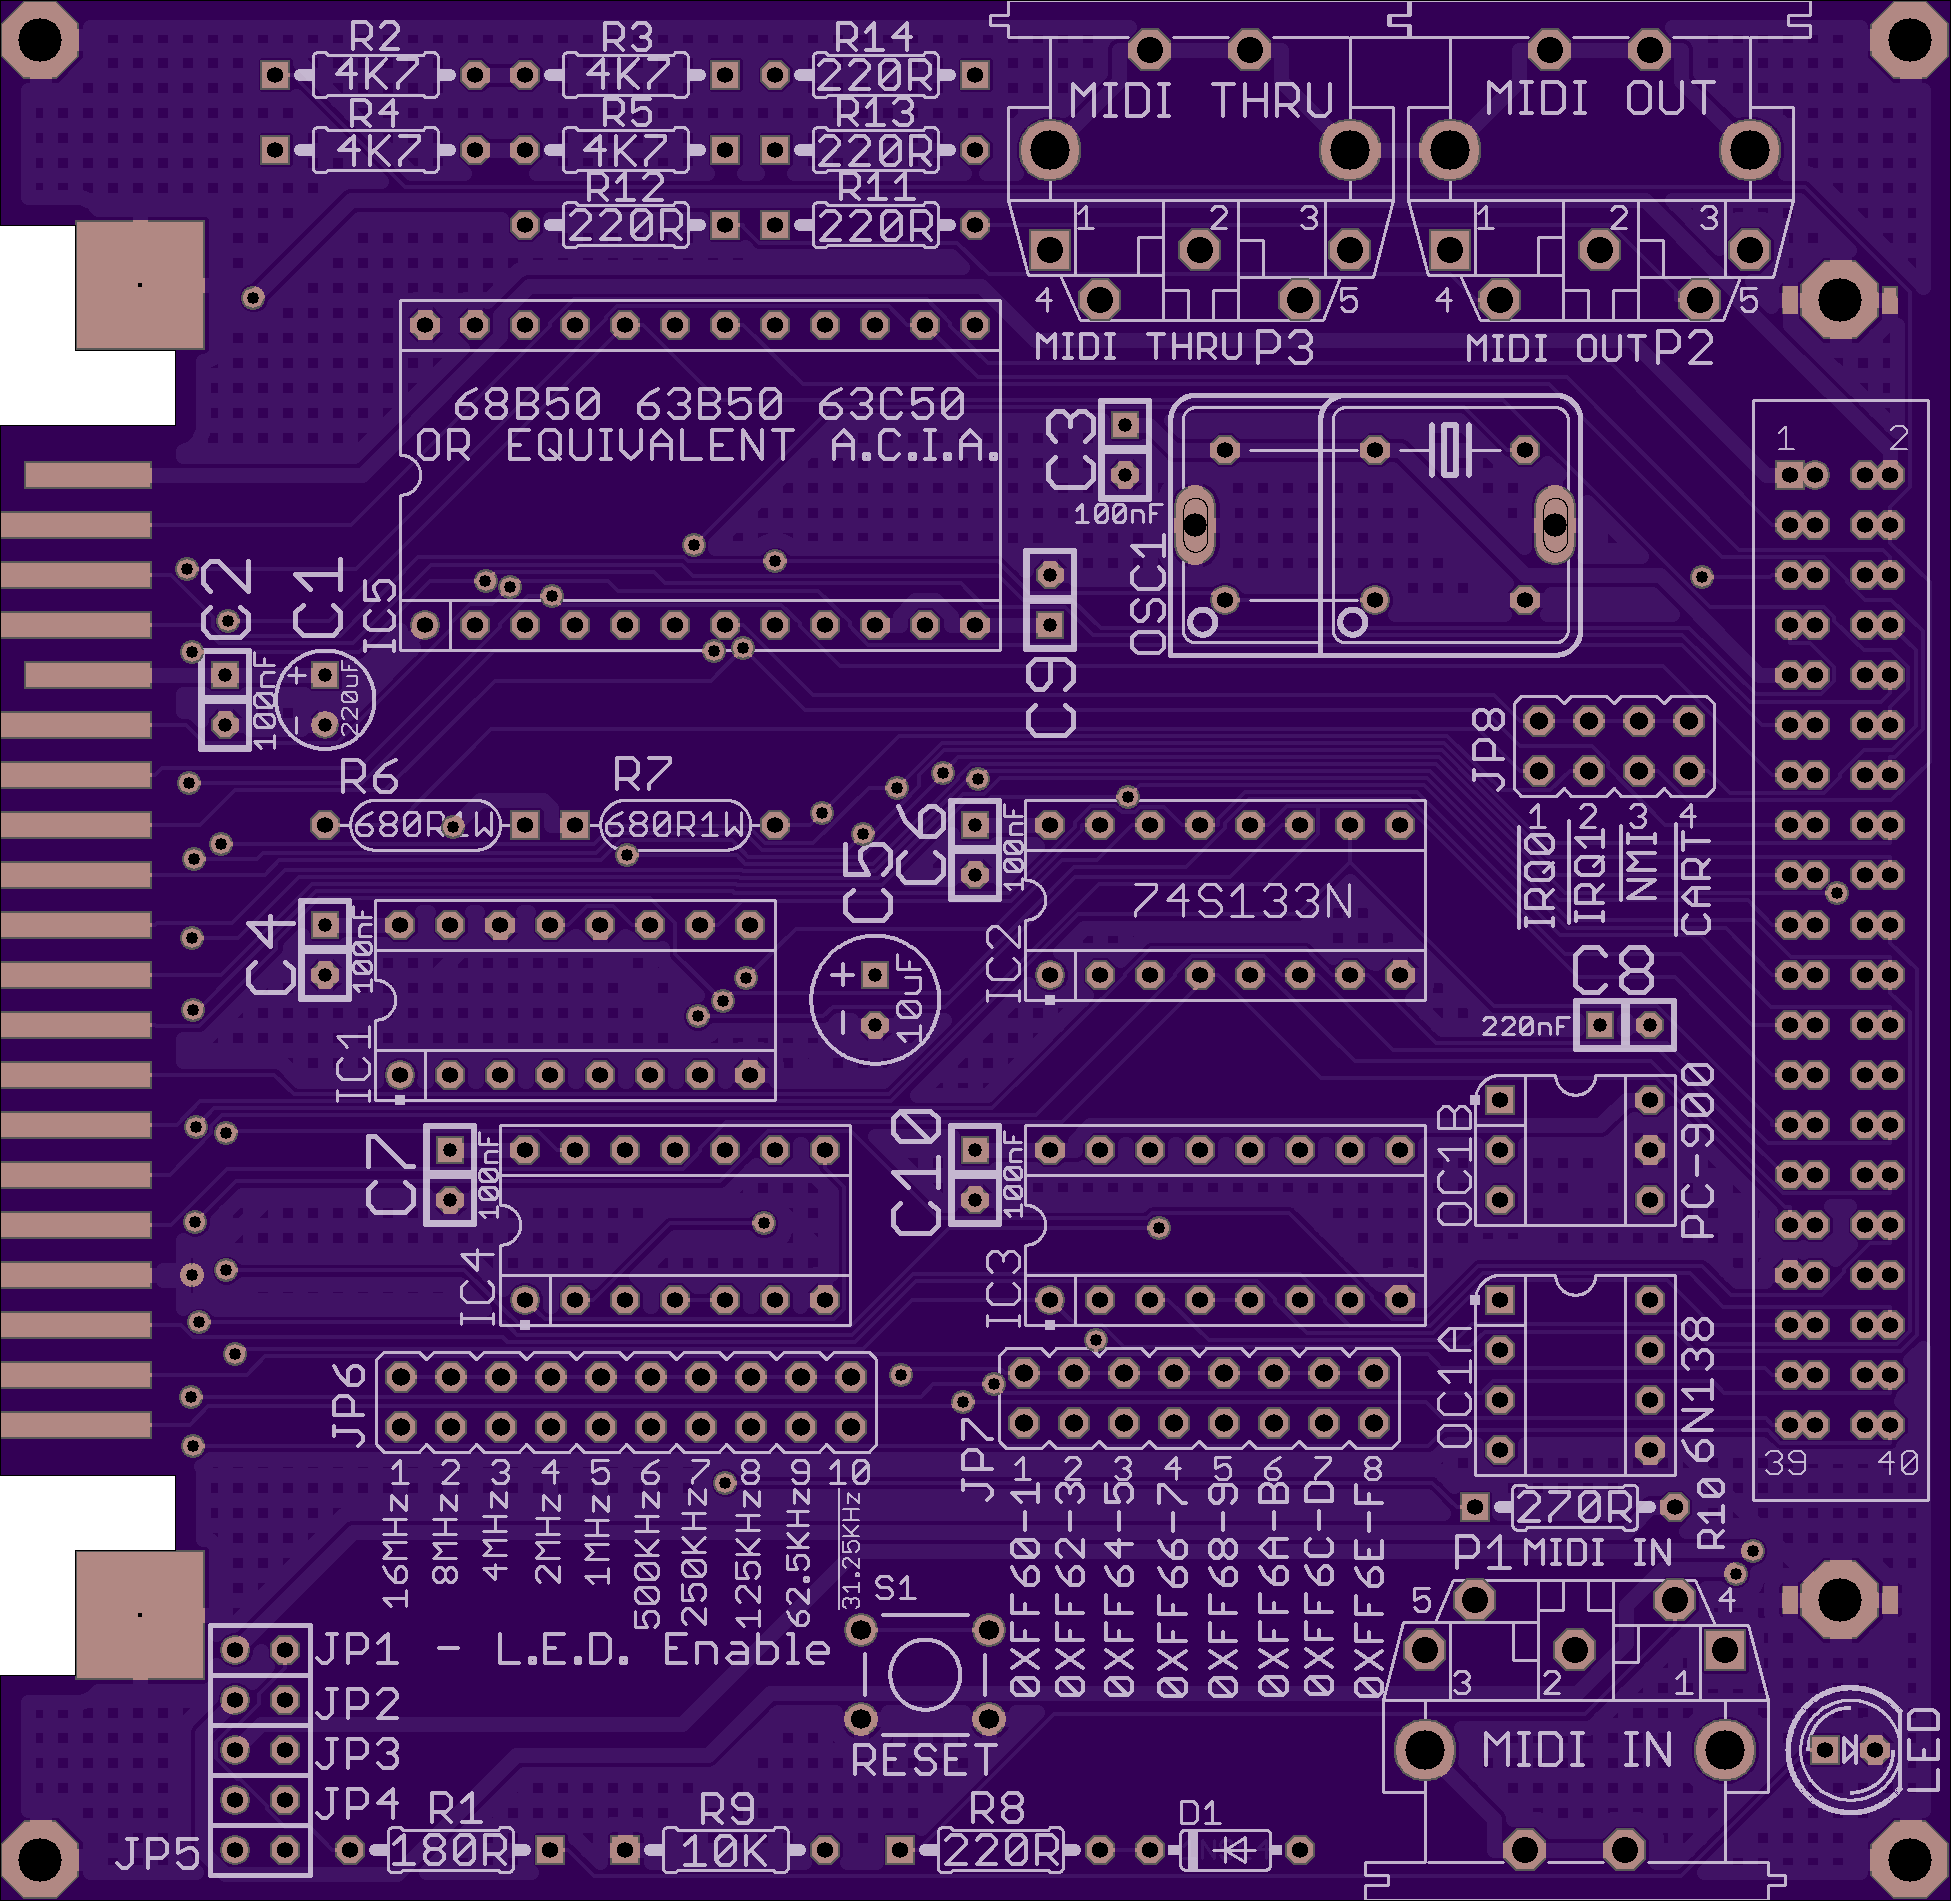 R2 R3 R14
4K7 4K7 220R
R4 R5 R13
4K7 4K7 220R
R12 R11
220R 220R
MIDI THRU MIDI OUT
1 2 3 1 2 3
4 5 4 5
MIDI THRU P3 MIDI OUT P2
68B50 63B50 63C50
OR EQUIVALENT A.C.I.A.
IC5
C3
100nF
OSC1
C9
1 2
C2
100nF
C1
+
-
220uF
R6 R7
680R1W 680R1W
JP8
1 2 3 4
IRQ0
IRQ1
NMI
CART
C6
100nF
C5
+
-
10uF
74S133N
IC2
C4
100nF
IC1
C8
220nF
OC1B
PC-900
C7
100nF
IC4
C10
100nF
IC3
OC1A
6N138
JP6
1 2 3 4 5 6 7 8 9 10
16MHz
8MHz
4MHz
2MHz
1MHz
500KHz
250KHz
125KHz
62.5KHz
31.25KHz
JP7
1 2 3 4 5 6 7 8
0XFF60-1
0XFF62-3
0XFF64-5
0XFF66-7
0XFF68-9
0XFF6A-B
0XFF6C-D
0XFF6E-F
39 40
270R
R10
P1 MIDI IN
5 4
3 2 1
MIDI IN
S1
RESET
JP1 - L.E.D. Enable
JP2
JP3
JP4
JP5
R1 R9 R8 D1
180R 10K 220R
LED